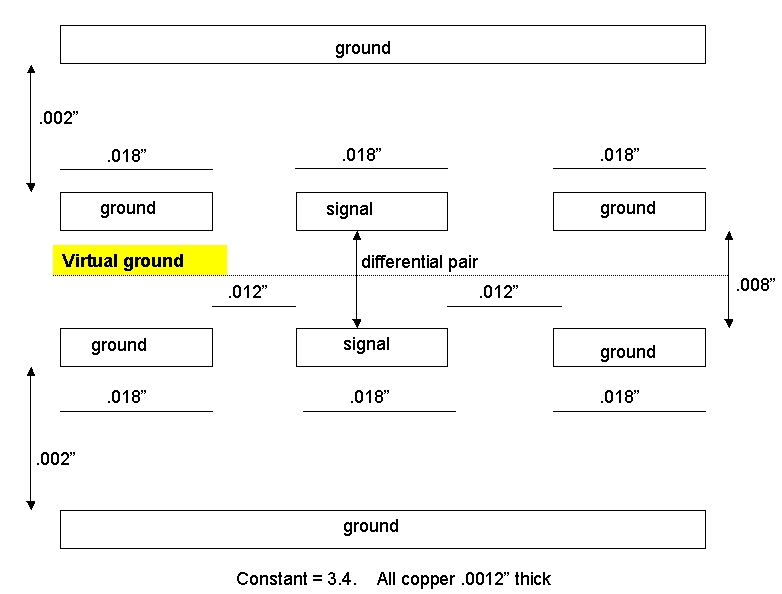 ground
.002”
.018”
.018”
.018”
ground
signal
ground
Virtual ground
differential pair
.012”
.012”
.008”
ground
signal
ground
.018”
.018”
.018”
.002”
ground
Constant = 3.4. All copper .0012” thick